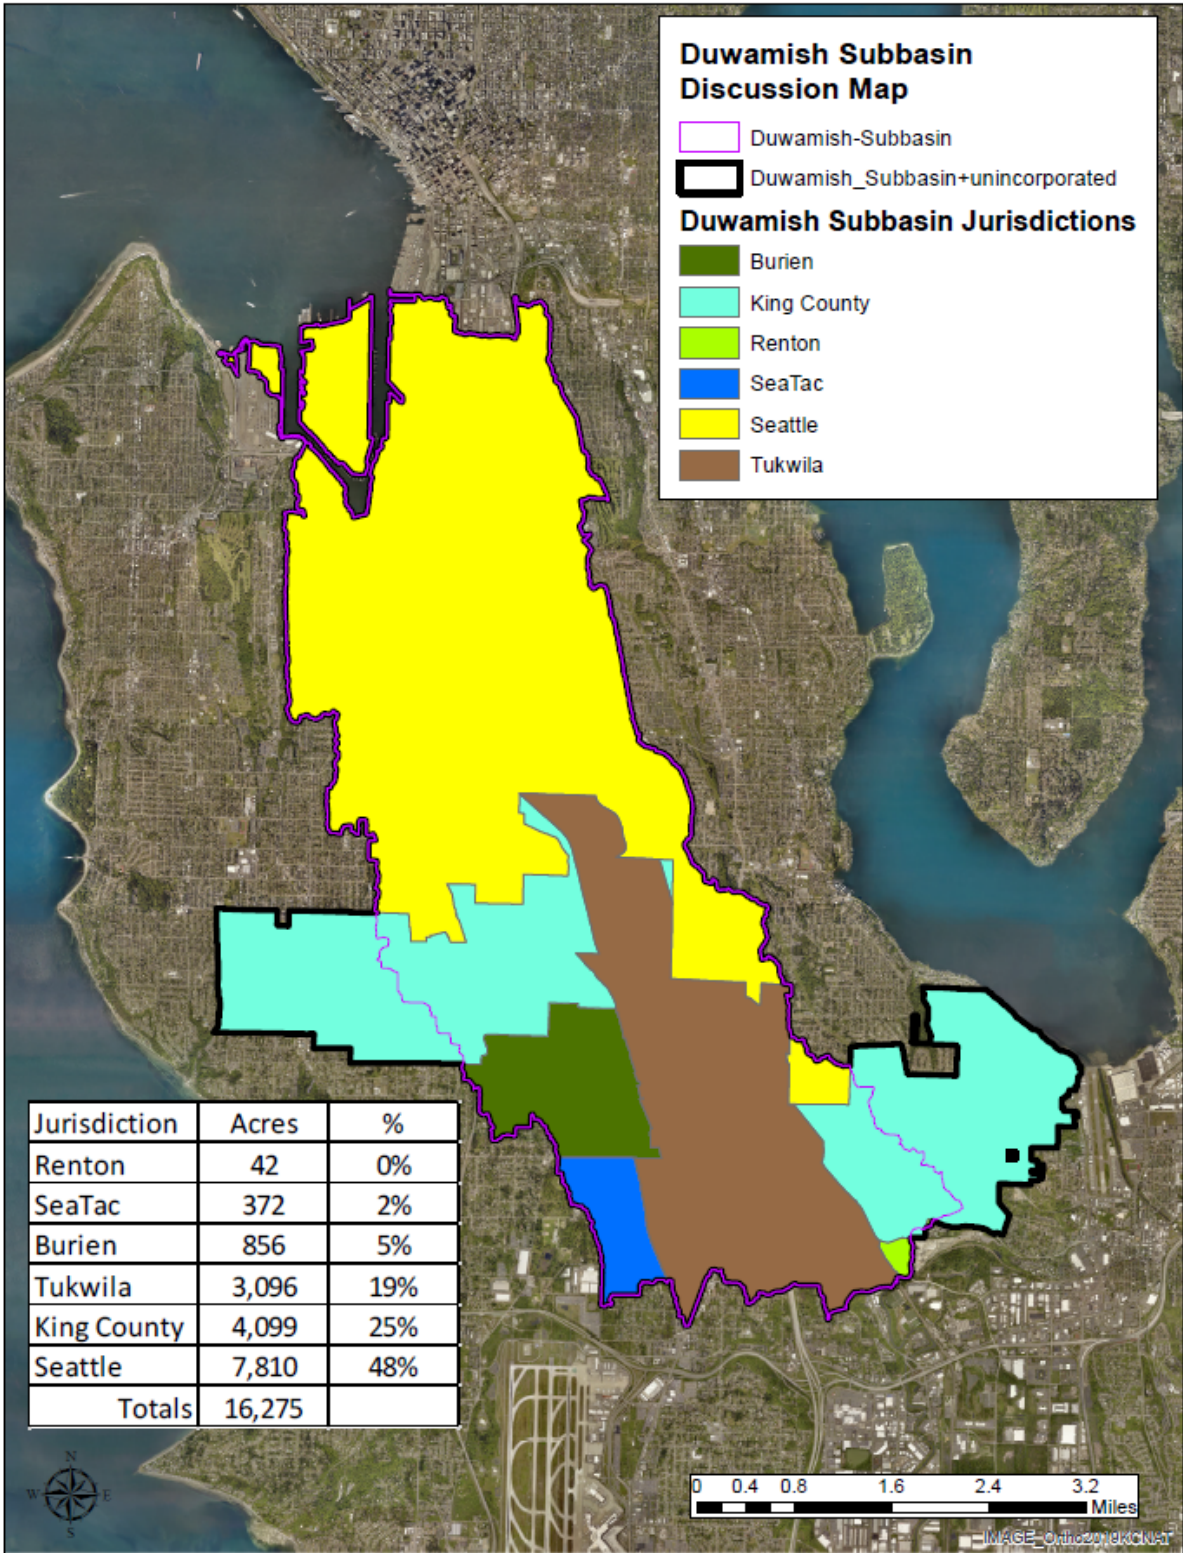 Duwamish Subbasin
Discussion Map
Duwamish-Subbasin
Duwamish_Subbasin+unincorporated
Duwamish Subbasin Jurisdictions
Burien
King County
Renton
SeaTac
Seattle
Tukwila
Jurisdiction Acres %
Renton 42 0%
SeaTac 372 2%
Burien 856 5%
Tukwila 3,096 19%
King County 4,099 25%
Seattle 7,810 48%
Totals 16,275
N
W E
S
0 0.4 0.8 1.6 2.4 3.2
Miles